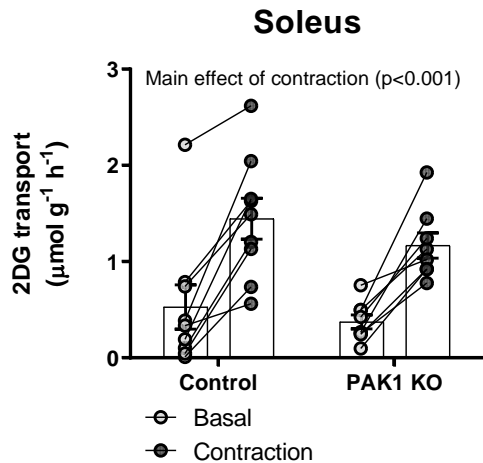 Soleus
Main effect of contraction (p<0.001)
2DG transport
(μmol g⁻¹ h⁻¹)
3
2
1
0
Control PAK1 KO
Basal
Contraction